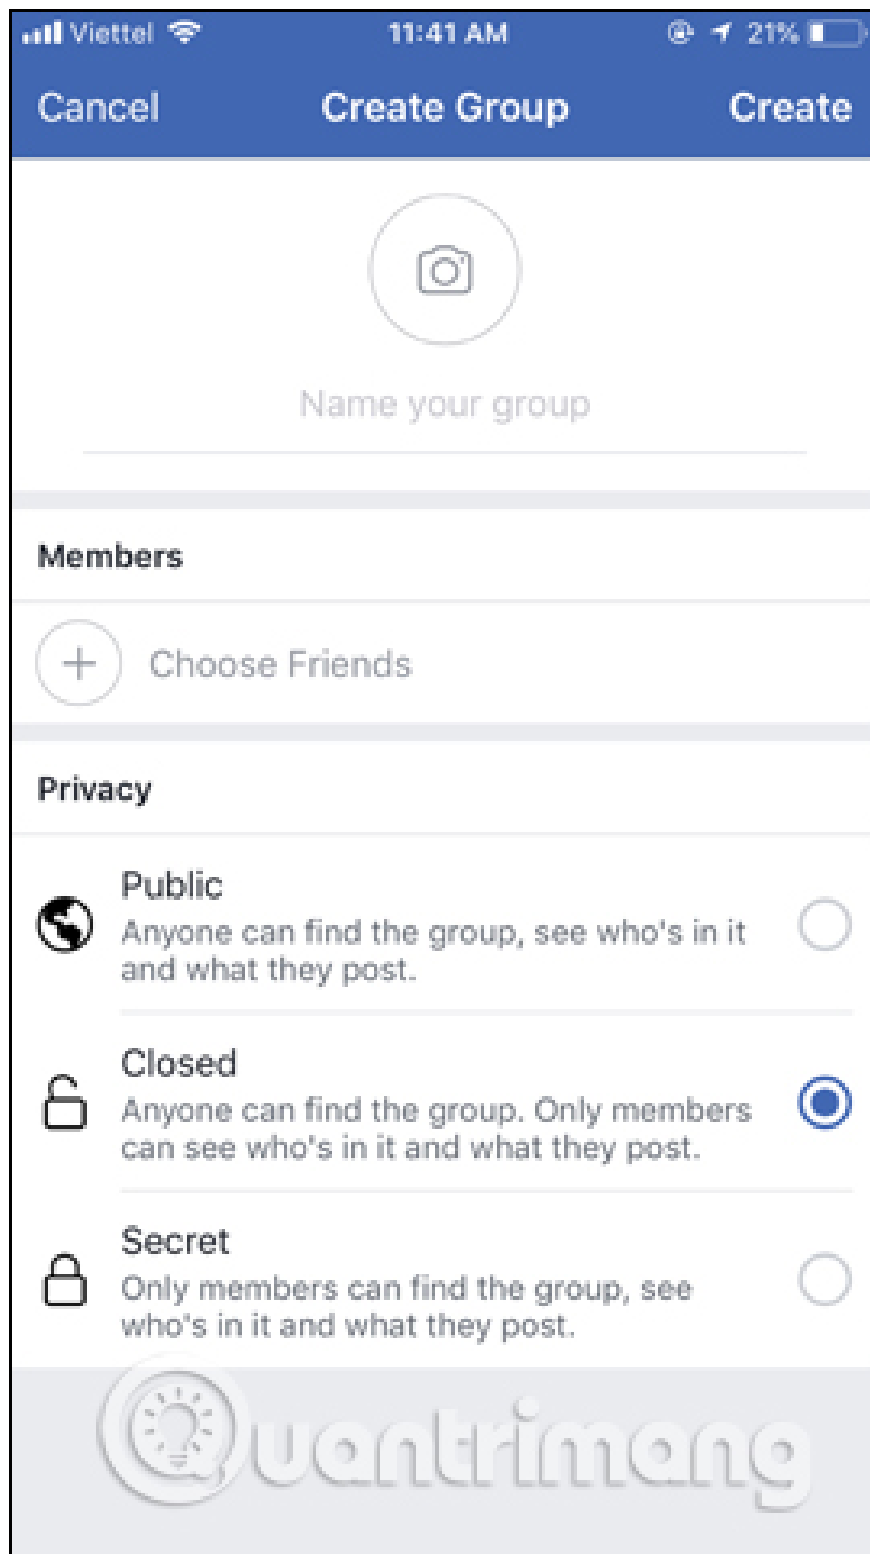 Viettel 11:41 AM 21%
Cancel Create Group Create
Name your group
Members
Choose Friends
Privacy
Public
Anyone can find the group, see who's in it
and what they post.
Closed
Anyone can find the group. Only members
can see who's in it and what they post.
Secret
Only members can find the group, see
who's in it and what they post.
Quantrimang